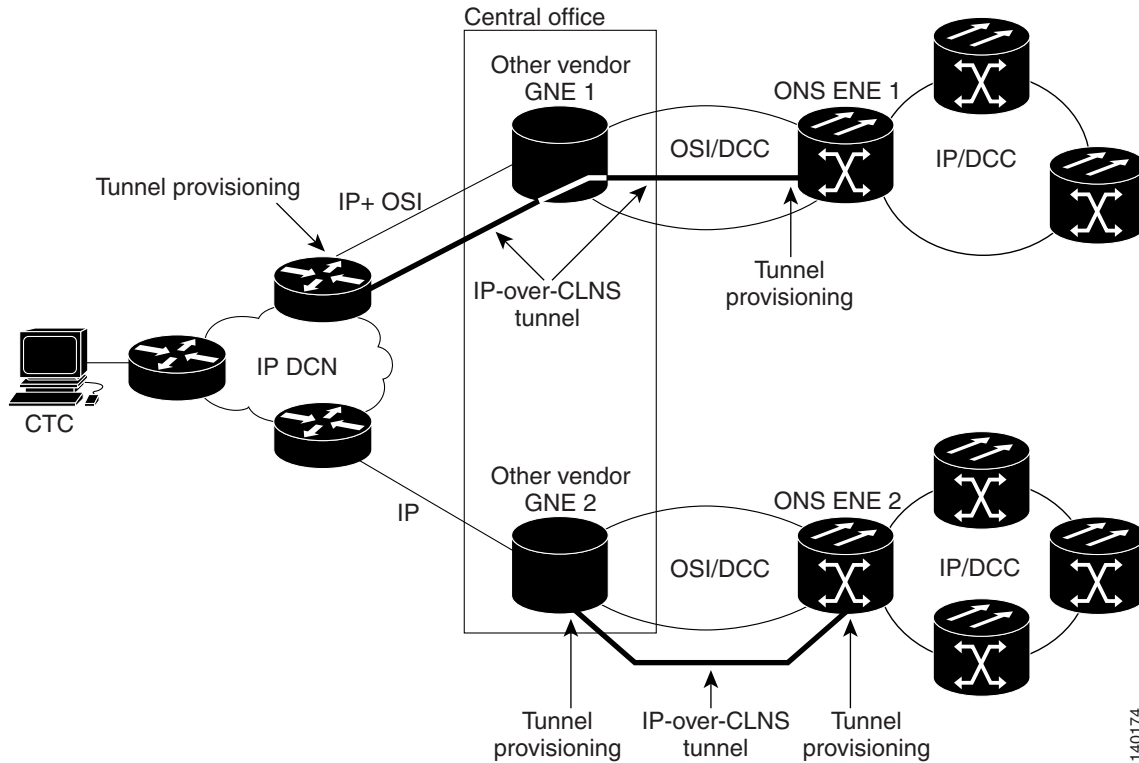 Central office
Other vendor
GNE 1
ONS ENE 1
OSI/DCC
IP/DCC
Tunnel provisioning
IP+ OSI
IP-over-CLNS
tunnel
Tunnel
provisioning
IP DCN
CTC
Other vendor
GNE 2
ONS ENE 2
IP
OSI/DCC
IP/DCC
Tunnel
provisioning
IP-over-CLNS
tunnel
Tunnel
provisioning
140174